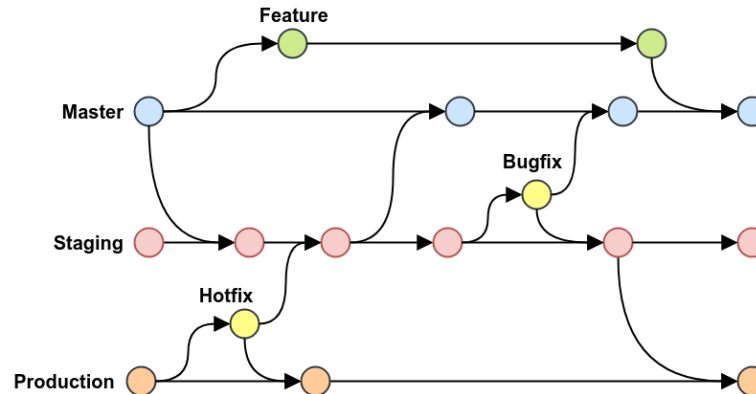 Feature
Master
Bugfix
Staging
Hotfix
Production